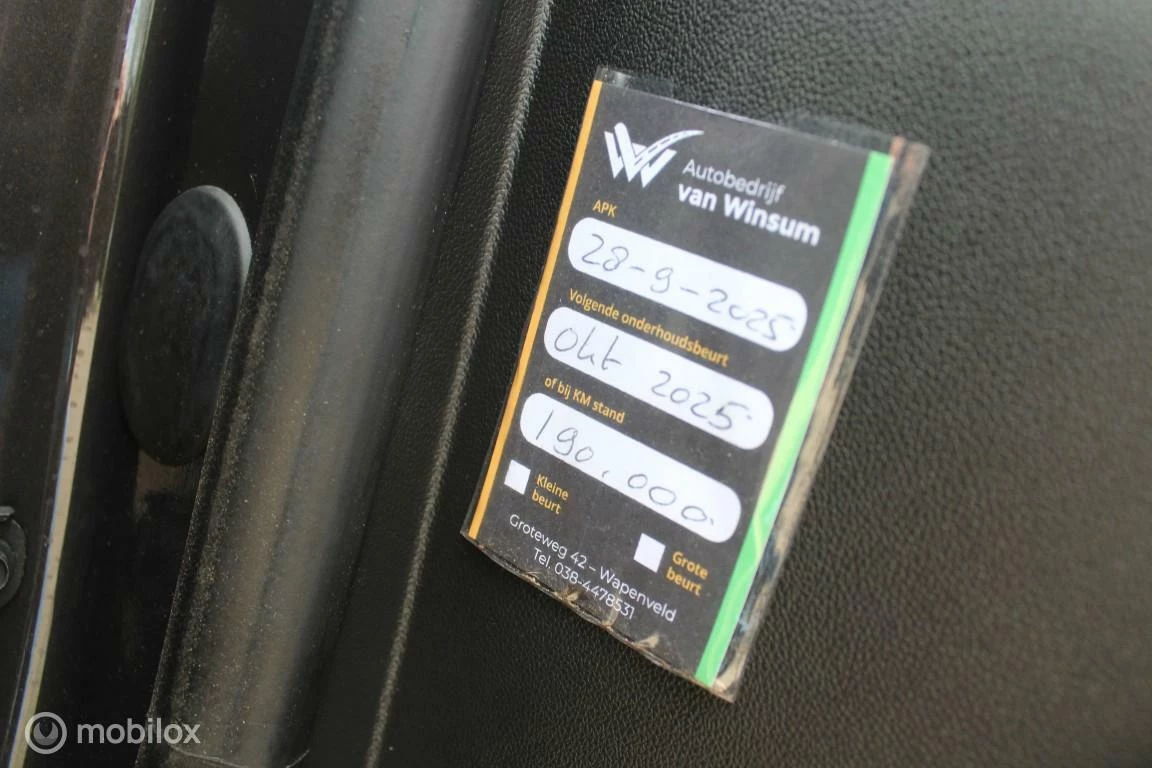 Autobedrijf
van Winsum
APK
28-9-2025
Volgende onderhoudsbeurt
Okt 2025
of bij KM stand
190.000
Kleine
beurt
Grote
beurt
Groteweg 42 – Wapenveld
Tel. 038-4478531
mobilox